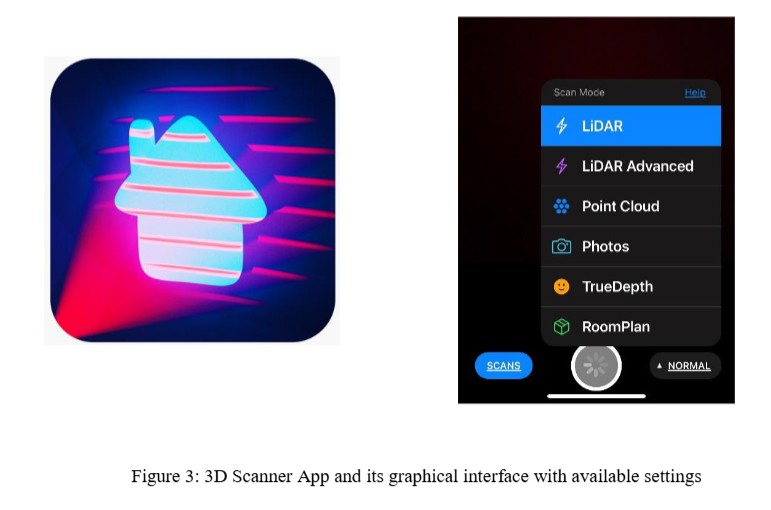 Scan Mode Help
LiDAR
LiDAR Advanced
Point Cloud
Photos
TrueDepth
RoomPlan
SCANS ▲ NORMAL
Figure 3: 3D Scanner App and its graphical interface with available settings